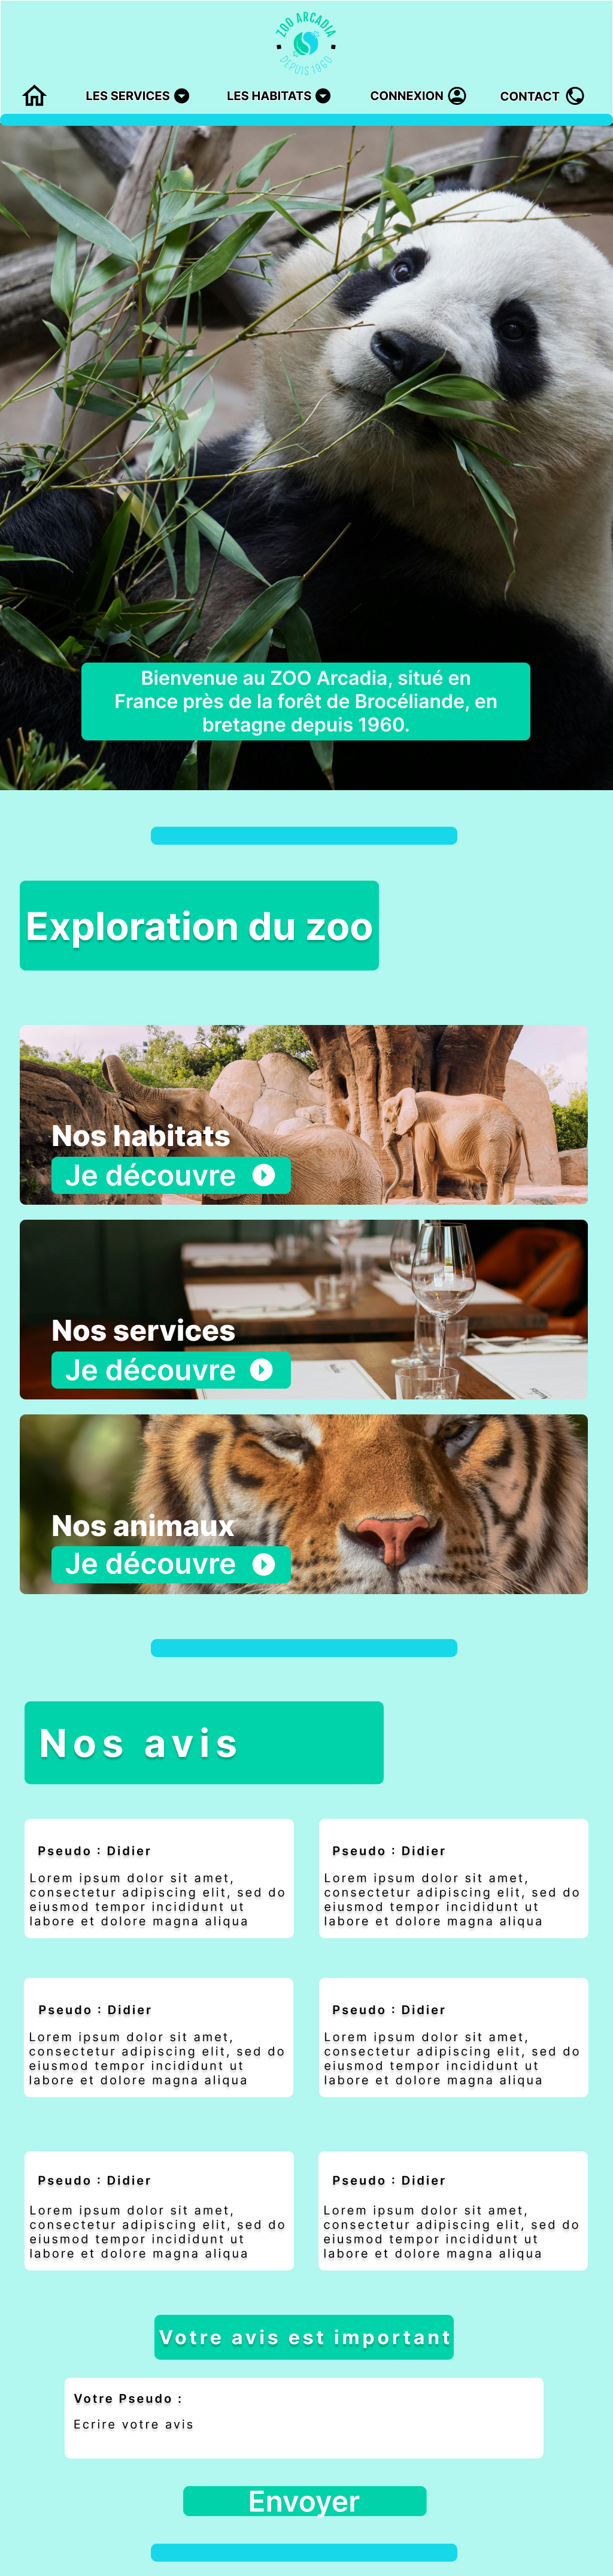 ZOO ARCADIA
DEPUIS 1960
LES SERVICES
LES HABITATS
CONNEXION
CONTACT
Bienvenue au ZOO Arcadia, situé en
France près de la forêt de Brocéliande, en
bretagne depuis 1960.
Exploration du zoo
Nos habitats
Je découvre
Nos services
Je découvre
Nos animaux
Je découvre
Nos avis
Pseudo : Didier
Lorem ipsum dolor sit amet,
consectetur adipiscing elit, sed do
eiusmod tempor incididunt ut
labore et dolore magna aliqua
Pseudo : Didier
Lorem ipsum dolor sit amet,
consectetur adipiscing elit, sed do
eiusmod tempor incididunt ut
labore et dolore magna aliqua
Pseudo : Didier
Lorem ipsum dolor sit amet,
consectetur adipiscing elit, sed do
eiusmod tempor incididunt ut
labore et dolore magna aliqua
Pseudo : Didier
Lorem ipsum dolor sit amet,
consectetur adipiscing elit, sed do
eiusmod tempor incididunt ut
labore et dolore magna aliqua
Pseudo : Didier
Lorem ipsum dolor sit amet,
consectetur adipiscing elit, sed do
eiusmod tempor incididunt ut
labore et dolore magna aliqua
Pseudo : Didier
Lorem ipsum dolor sit amet,
consectetur adipiscing elit, sed do
eiusmod tempor incididunt ut
labore et dolore magna aliqua
Votre avis est important
Votre Pseudo :
Ecrire votre avis
Envoyer